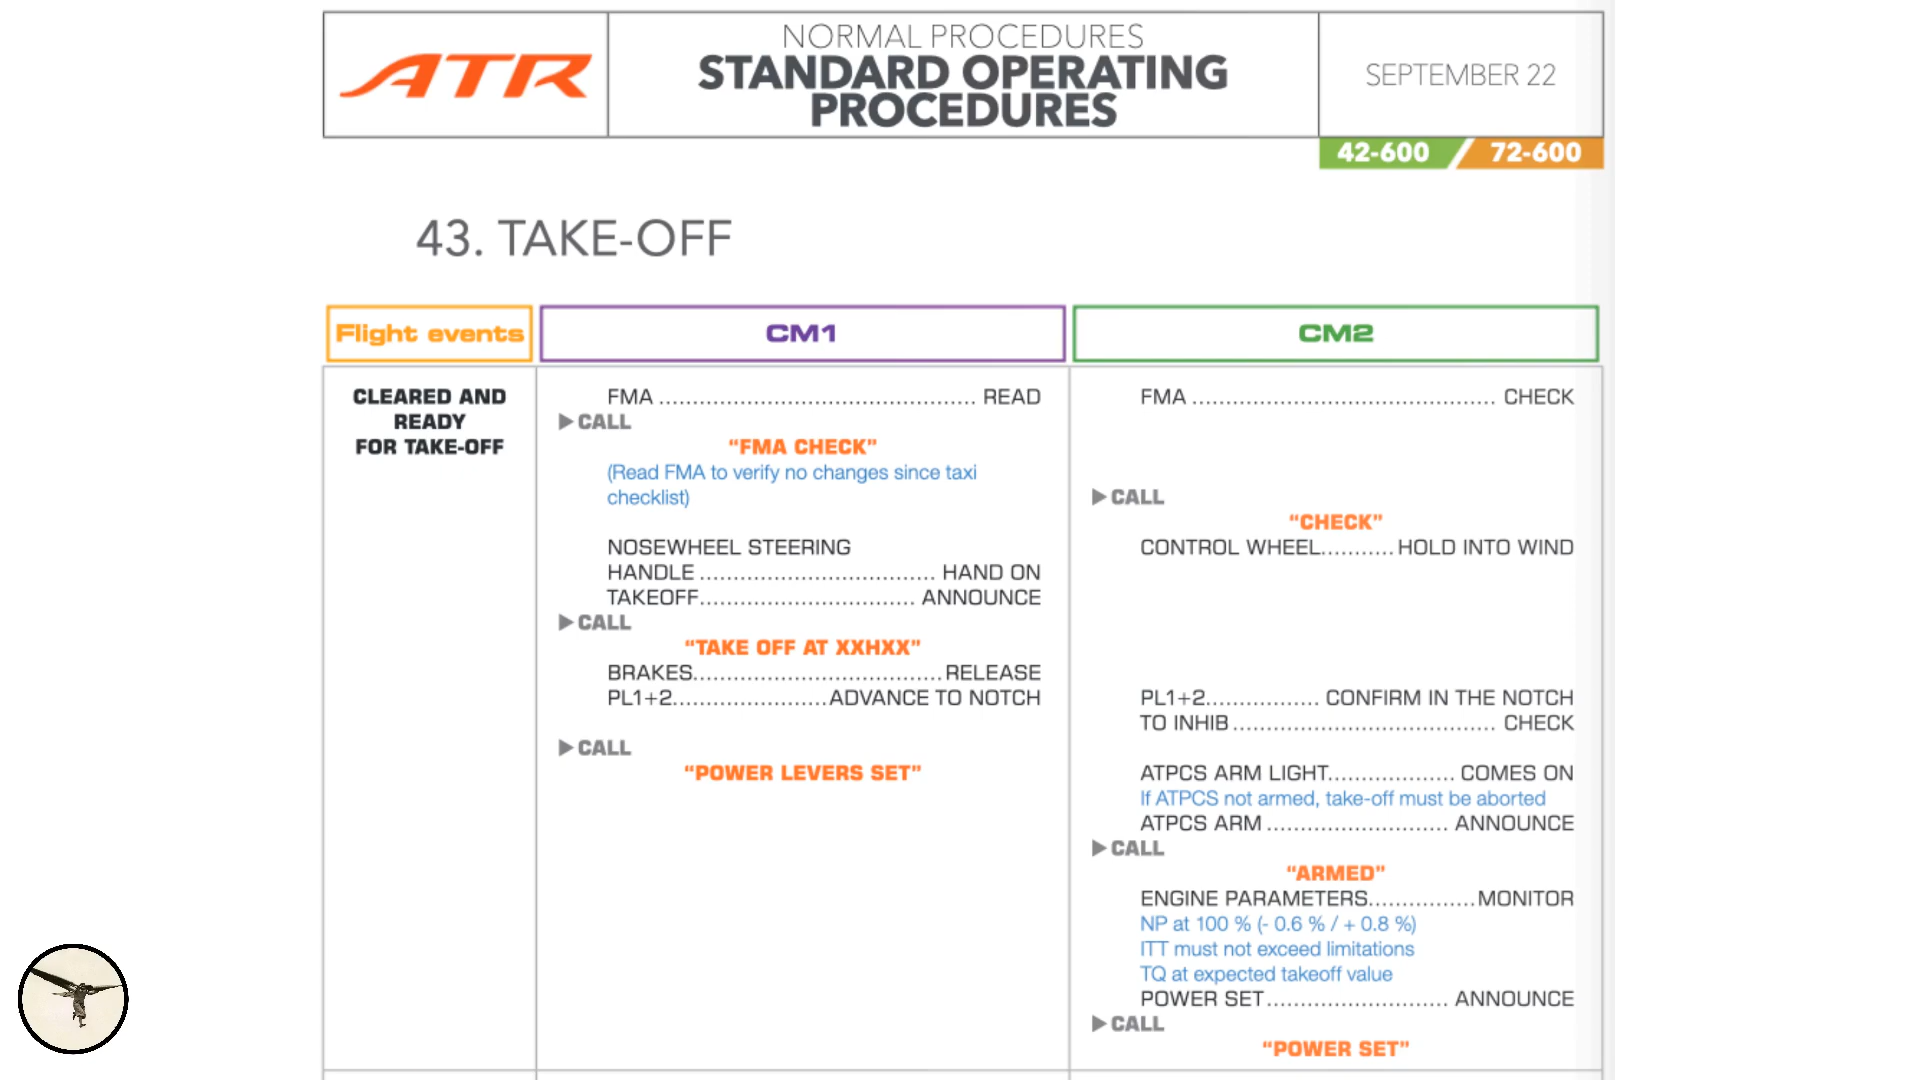 ATR
NORMAL PROCEDURES
STANDARD OPERATING
PROCEDURES
SEPTEMBER 22
42-600 72-600
43. TAKE-OFF
Flight events
CM1
CM2
CLEARED AND
READY
FOR TAKE-OFF
FMA ............................................... READ
▶CALL
“FMA CHECK”
(Read FMA to verify no changes since taxi
checklist)
NOSEWHEEL STEERING
HANDLE ................................... HAND ON
TAKEOFF................................ ANNOUNCE
▶CALL
“TAKE OFF AT XXHXX”
BRAKES.....................................RELEASE
PL1+2.......................ADVANCE TO NOTCH
▶CALL
“POWER LEVERS SET”
FMA ............................................. CHECK
▶CALL
“CHECK”
CONTROL WHEEL...........HOLD INTO WIND
PL1+2................. CONFIRM IN THE NOTCH
TO INHIB ....................................... CHECK
ATPCS ARM LIGHT................... COMES ON
If ATPCS not armed, take-off must be aborted
ATPCS ARM ........................... ANNOUNCE
▶CALL
“ARMED”
ENGINE PARAMETERS................MONITOR
NP at 100 % (- 0.6 % / + 0.8 %)
ITT must not exceed limitations
TQ at expected takeoff value
POWER SET........................... ANNOUNCE
▶CALL
“POWER SET”